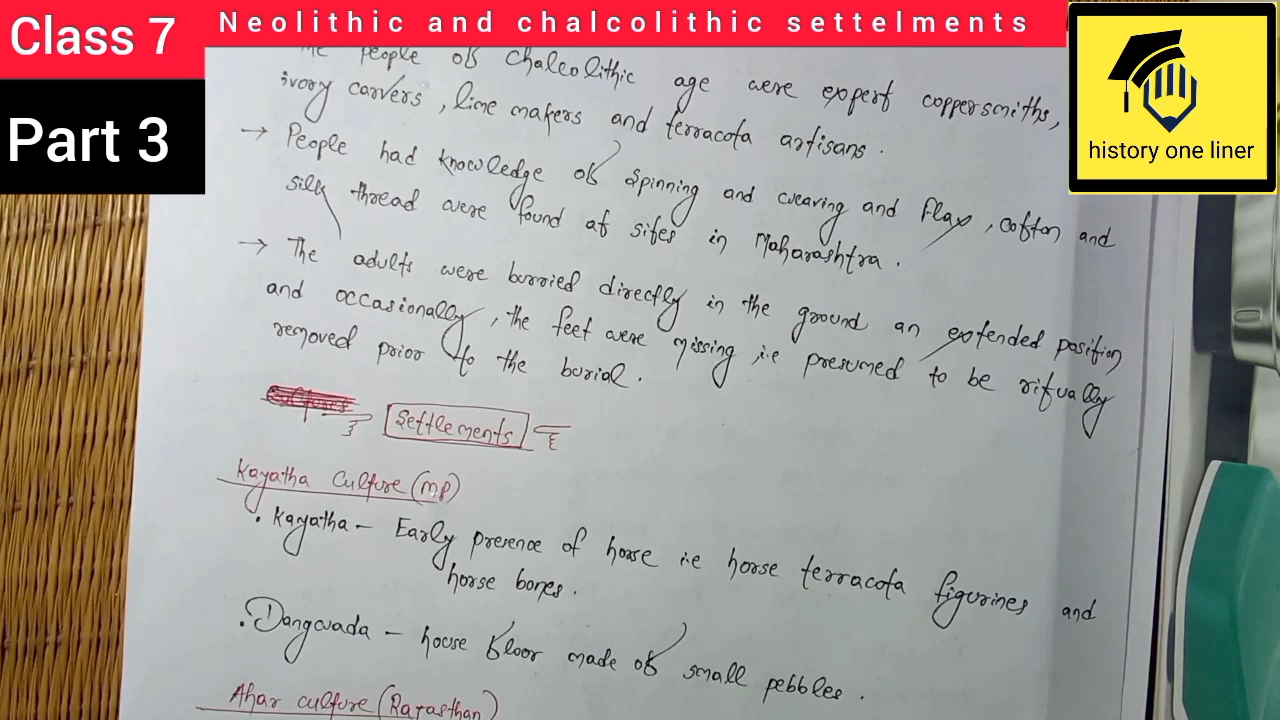 Class 7
Neolithic and chalcolithic settelments
Part 3
history one liner
The people of Chalcolithic age were expert coppersmiths,
ivory carvers, lime makers and terracota artisans.
→ People had knowledge of spinning and weaving and flax, cotton and
silk thread were found at sites in Maharashtra.
→ The adults were burried directly in the ground an extended position
and occasionally, the feet were missing i.e presumed to be ritually
removed prior to the burial.
Settlements
Kayatha Culture (MP)
• Kayatha - Early presence of horse i.e horse terracota figurines and
horse bones.
• Dangwada - house floor made of small pebbles.
Ahar culture (Rajasthan)